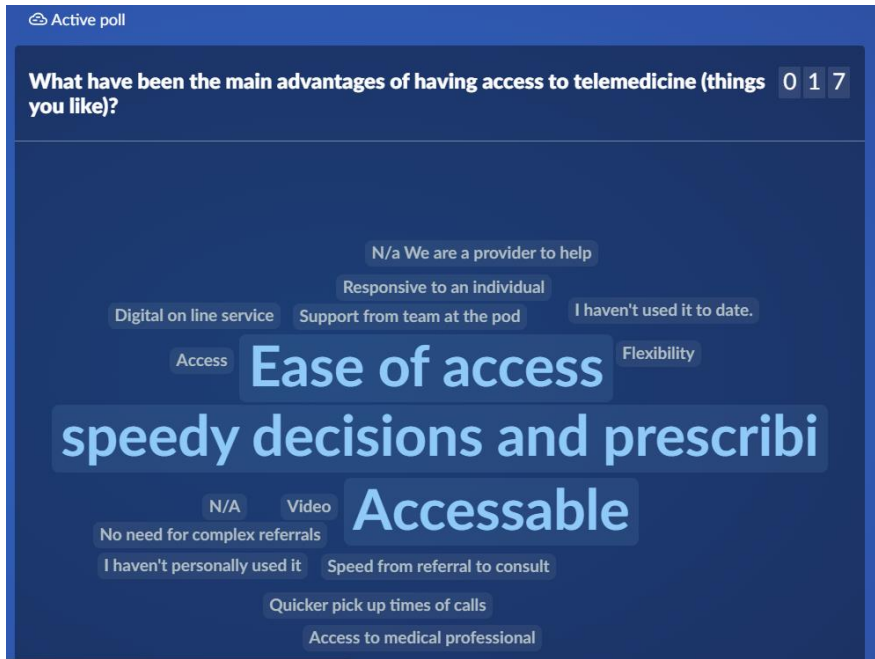 Active poll
What have been the main advantages of having access to telemedicine (things
you like)?
017
N/a We are a provider to help
Responsive to an individual
Digital on line service
Support from team at the pod
I haven't used it to date.
Access
Ease of access
Flexibility
speedy decisions and prescribi
N/A
Video
Accessable
No need for complex referrals
I haven't personally used it
Speed from referral to consult
Quicker pick up times of calls
Access to medical professional